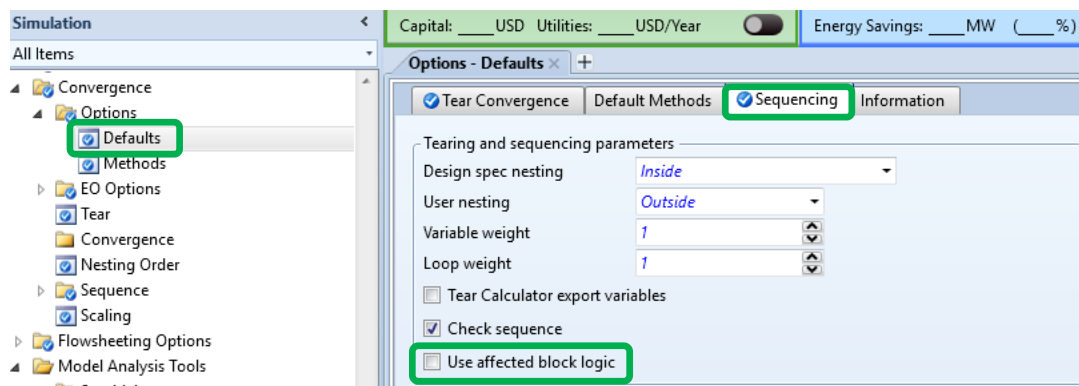 Simulation <
Capital: ____USD Utilities: ____USD/Year
Energy Savings: ____MW (____%)
All Items
Convergence
Options
Defaults
Methods
EO Options
Tear
Convergence
Nesting Order
Sequence
Scaling
Flowsheeting Options
Model Analysis Tools
Options - Defaults × +
Tear Convergence
Default Methods
Sequencing
Information
Tearing and sequencing parameters
Design spec nesting Inside
User nesting Outside
Variable weight 1
Loop weight 1
Tear Calculator export variables
Check sequence
Use affected block logic